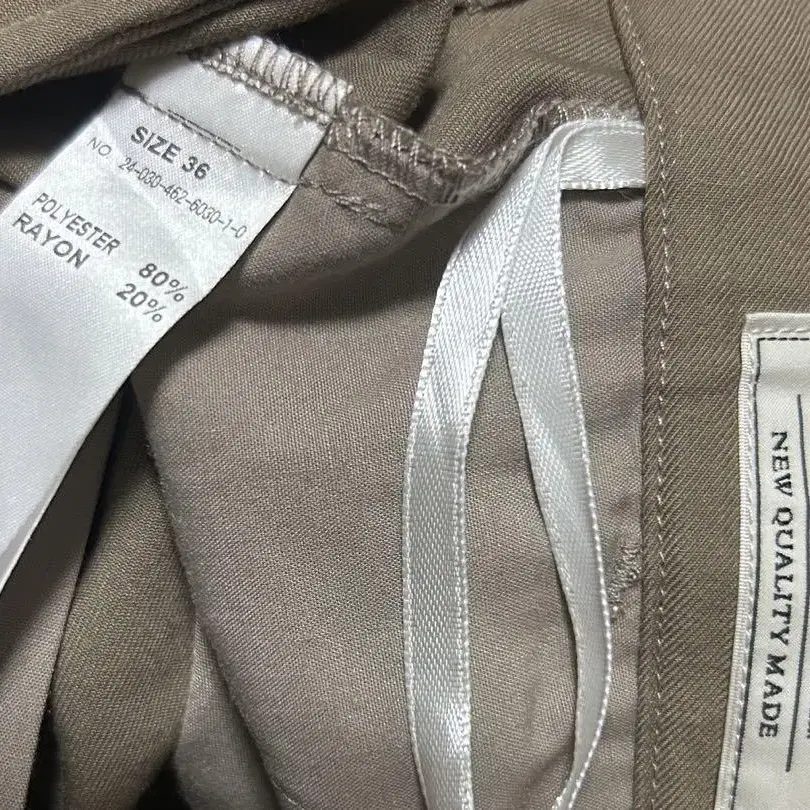 SIZE 36
NO. 24-030-462-6030-1-0
POLYESTER 80%
RAYON 20%
NEW QUALITY MADE